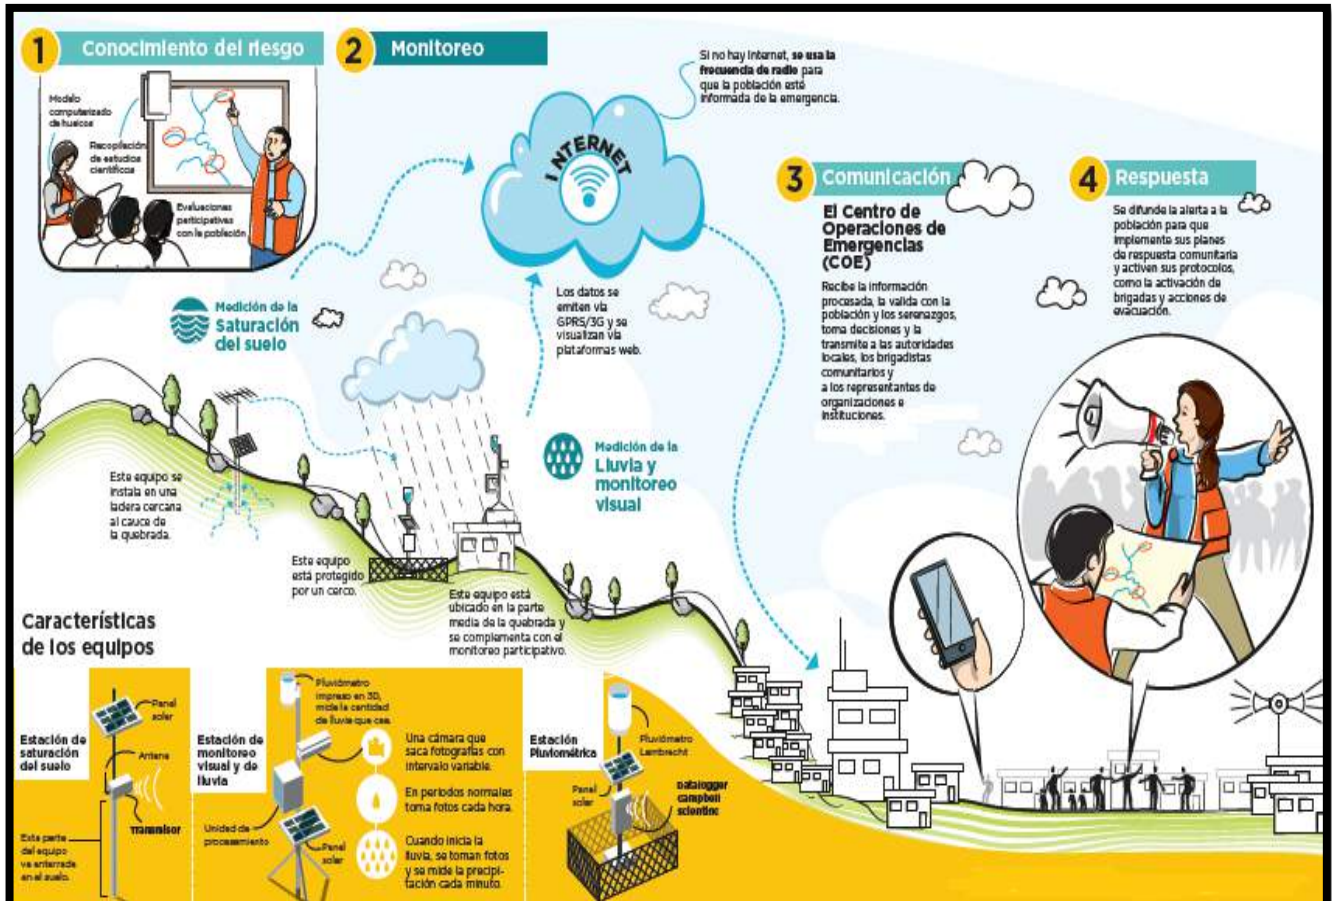 1 Conocimiento del riesgo
Modelo
computarizado
de huaicos
Recopilación
de estudios
científicos
Evaluaciones
participativas
con la población
2 Monitoreo
Si no hay Internet, se usa la
frecuencia de radio para
que la población esté
informada de la emergencia.
INTERNET
Medición de la
Saturación
del suelo
Los datos se
emiten vía
GPRS/3G y se
visualizan vía
plataformas web.
Medición de la
Lluvia y
monitoreo
visual
Este equipo se
instala en una
ladera cercana
al cauce de
la quebrada.
Este equipo
está protegido
por un cerco.
Este equipo está
ubicado en la parte
media de la quebrada y
se complementa con el
monitoreo participativo.
3 Comunicación
El Centro de
Operaciones de
Emergencias
(COE)
Recibe la información
procesada, la valida con la
población y los serenazgos,
toma decisiones y la
transmite a las autoridades
locales, los brigadistas
comunitarios y
a los representantes de
organizaciones e
instituciones.
4 Respuesta
Se difunde la alerta a la
población para que
implemente sus planes
de respuesta comunitaria
y activen sus protocolos,
como la activación de
brigadas y acciones de
evacuación.
Características
de los equipos
Estación de
saturación
del suelo
Panel
solar
Antena
Transmisor
Esta parte
del equipo
va enterrada
en el suelo.
Estación de
monitoreo
visual y de
lluvia
Pluviómetro
impreso en 3D,
mide la cantidad
de lluvia que cae.
Unidad de
procesamiento
Panel
solar
Una cámara que
saca fotografías con
intervalo variable.
En periodos normales
toma fotos cada hora.
Cuando inicia la
lluvia, se toman fotos
y se mide la precipi-
tación cada minuto.
Estación
Pluviométrica
Pluviómetro
Lambrecht
Panel
solar
Datalogger
campbell
scientific